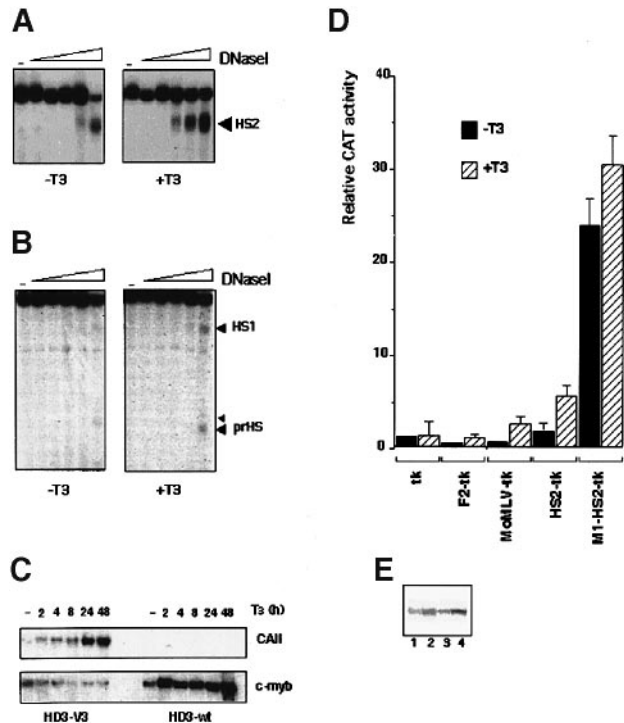 A
- DNaseI
HS2
-T3 +T3
B
- - DNaseI
HS1
prHS
-T3 +T3
C
- 2 4 8 24 48 - 2 4 8 24 48 T3 (h)
CAII
c-myb
HD3-V3 HD3-wt
D
Relative CAT activity
40
30
20
10
0
-T3
+T3
tk
F2-tk
MoMLV-tk
HS2-tk
M1-HS2-tk
E
1 2 3 4